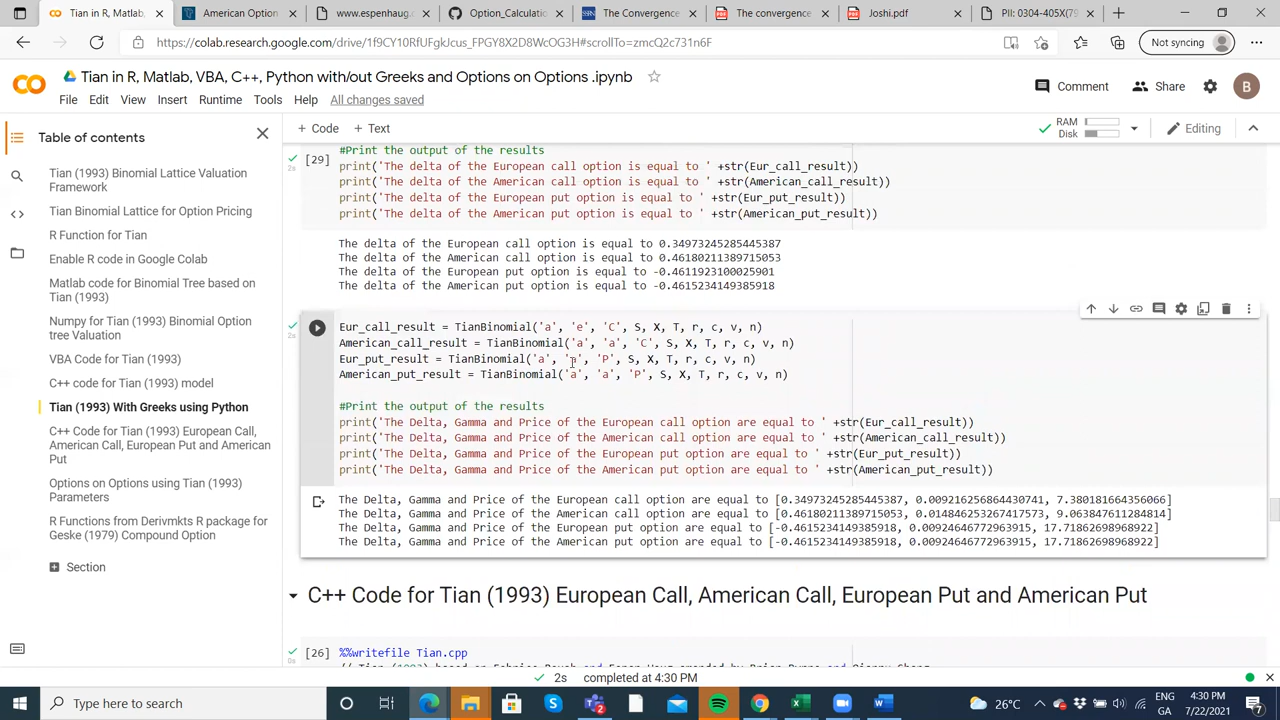 Tian in R, Matlab, VBA, C++, Pyth
American Option
www.espenhaug.com
Option_Calculatio
The Convergence
The convergence
Joshi.pdf
PII: 0304-405X(79
https://colab.research.google.com/drive/1f9CY10RfUFgkJcus_FPGY8X2D8WcOG3H#scrollTo=zmcQ2c731n6F
Not syncing
Tian in R, Matlab, VBA, C++, Python with/out Greeks and Options on Options .ipynb
Comment
Share
B
File Edit View Insert Runtime Tools Help All changes saved
Table of contents
+ Code + Text
RAM
Disk
Editing
Tian (1993) Binomial Lattice Valuation
Framework
Tian Binomial Lattice for Option Pricing
R Function for Tian
Enable R code in Google Colab
Matlab code for Binomial Tree based on
Tian (1993)
Numpy for Tian (1993) Binomial Option
tree Valuation
VBA Code for Tian (1993)
C++ code for Tian (1993) model
Tian (1993) With Greeks using Python
C++ Code for Tian (1993) European Call,
American Call, European Put and American
Put
Options on Options using Tian (1993)
Parameters
R Functions from Derivmkts R package for
Geske (1979) Compound Option
Section
[29]
2s
#Print the output of the results
print('The delta of the European call option is equal to ' +str(Eur_call_result))
print('The delta of the American call option is equal to ' +str(American_call_result))
print('The delta of the European put option is equal to ' +str(Eur_put_result))
print('The delta of the American put option is equal to ' +str(American_put_result))
The delta of the European call option is equal to 0.34973245285445387
The delta of the American call option is equal to 0.46180213897150​53
The delta of the European put option is equal to -0.4611923100025901
The delta of the American put option is equal to -0.4615234149385918
2s
Eur_call_result = TianBinomial('a', 'e', 'C', S, X, T, r, c, v, n)
American_call_result = TianBinomial('a', 'a', 'C', S, X, T, r, c, v, n)
Eur_put_result = TianBinomial('a', 'a', 'P', S, X, T, r, c, v, n)
American_put_result = TianBinomial('a', 'a', 'P', S, X, T, r, c, v, n)
#Print the output of the results
print('The Delta, Gamma and Price of the European call option are equal to ' +str(Eur_call_result))
print('The Delta, Gamma and Price of the American call option are equal to ' +str(American_call_result))
print('The Delta, Gamma and Price of the European put option are equal to ' +str(Eur_put_result))
print('The Delta, Gamma and Price of the American put option are equal to ' +str(American_put_result))
The Delta, Gamma and Price of the European call option are equal to [0.34973245285445387, 0.009216256864430741, 7.380181664356066]
The Delta, Gamma and Price of the American call option are equal to [0.4618021389715053, 0.014846253267417573, 9.063847611284814]
The Delta, Gamma and Price of the European put option are equal to [-0.4615234149385918, 0.00924646772963915, 17.71862698968922]
The Delta, Gamma and Price of the American put option are equal to [-0.4615234149385918, 0.00924646772963915, 17.71862698968922]
C++ Code for Tian (1993) European Call, American Call, European Put and American Put
[26]
0s
%%writefile Tian.cpp
2s completed at 4:30 PM
Type here to search
26°C
ENG
GA
4:30 PM
7/22/2021